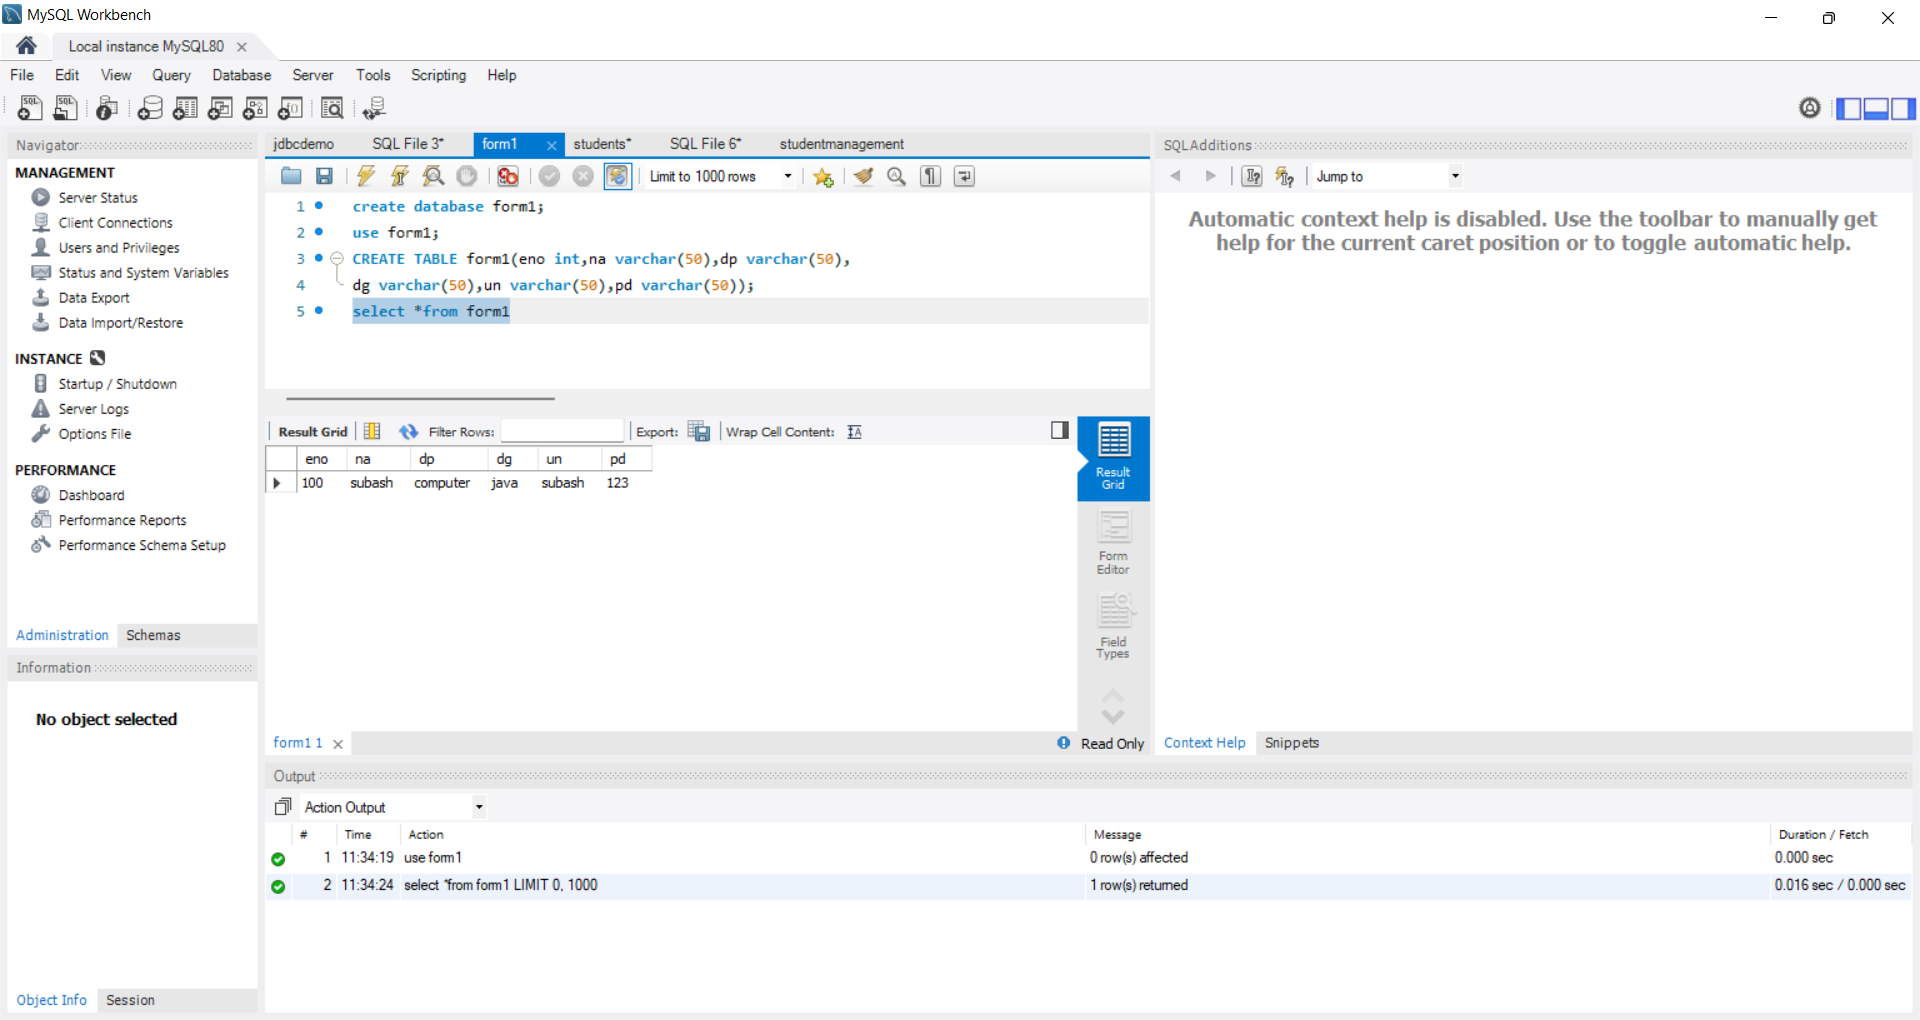 MySQL Workbench
Local instance MySQL80
File Edit View Query Database Server Tools Scripting Help
Navigator
MANAGEMENT
Server Status
Client Connections
Users and Privileges
Status and System Variables
Data Export
Data Import/Restore
INSTANCE
Startup / Shutdown
Server Logs
Options File
PERFORMANCE
Dashboard
Performance Reports
Performance Schema Setup
Administration Schemas
Information
No object selected
Object Info Session
jdbcdemo SQL File 3* form1 students* SQL File 6* studentmanagement
Limit to 1000 rows
1 create database form1;
2 use form1;
3 CREATE TABLE form1(eno int,na varchar(50),dp varchar(50),
4 dg varchar(50),un varchar(50),pd varchar(50));
5 select *from form1
Result Grid Filter Rows: Export: Wrap Cell Content:
eno na dp dg un pd
100 subash computer java subash 123
Result
Grid
Form
Editor
Field
Types
form1 1
Read Only
SQLAdditions
Jump to
Automatic context help is disabled. Use the toolbar to manually get
help for the current caret position or to toggle automatic help.
Context Help Snippets
Output
Action Output
# Time Action Message Duration / Fetch
1 11:34:19 use form1 0 row(s) affected 0.000 sec
2 11:34:24 select *from form1 LIMIT 0, 1000 1 row(s) returned 0.016 sec / 0.000 sec